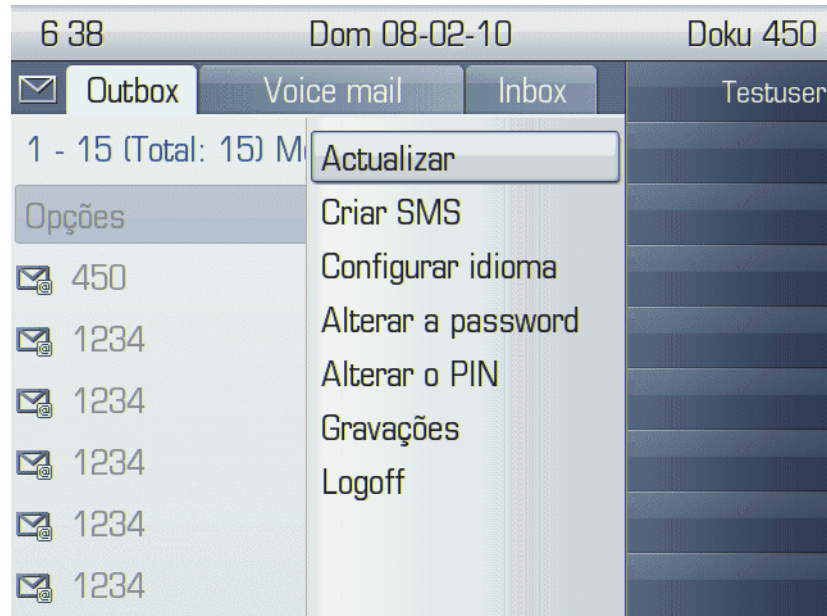 6 38 Dom 08-02-10 Doku 450
Outbox Voice mail Inbox Testuser
1 - 15 (Total: 15) M
Opções
450
1234
1234
1234
1234
1234
Actualizar
Criar SMS
Configurar idioma
Alterar a password
Alterar o PIN
Gravações
Logoff